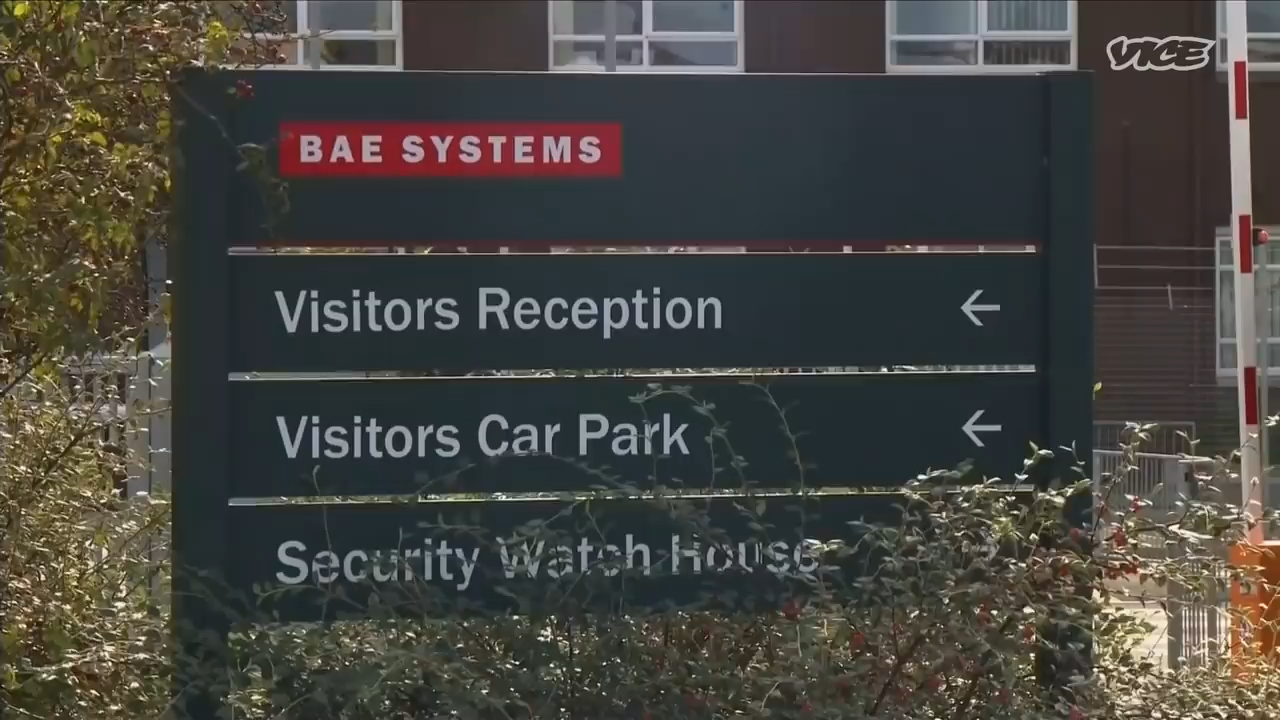 VICE
BAE SYSTEMS
Visitors Reception ←
Visitors Car Park ←
Security Watch House